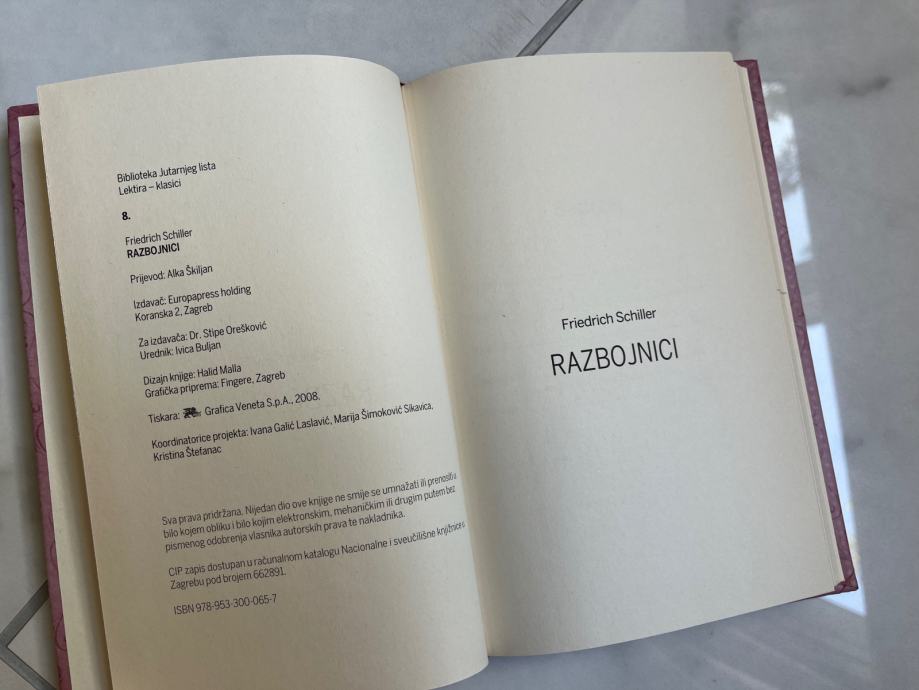 Biblioteka Jutarnjeg lista
Lektira – klasici
8.
Friedrich Schiller
RAZBOJNICI
Prijevod: Alka Škiljan
Izdavač: Europapress holding
Koranska 2, Zagreb
Za izdavača: Dr. Stipe Orešković
Urednik: Ivica Buljan
Dizajn knjige: Halid Malla
Grafička priprema: Fingere, Zagreb
Tiskara: Grafica Veneta S.p.A., 2008.
Koordinatorice projekta: Ivana Galić Laslavić, Marija Šimoković Sikavica,
Kristina Štefanac
Sva prava pridržana. Nijedan dio ove knjige ne smije se umnažati ili prenositi u
bilo kojem obliku i bilo kojim elektronskim, mehaničkim ili drugim putem bez
pismenog odobrenja vlasnika autorskih prava te nakladnika.
CIP zapis dostupan u računalnom katalogu Nacionalne i sveučilišne knjižnice u
Zagrebu pod brojem 662891.
ISBN 978-953-300-065-7
Friedrich Schiller
RAZBOJNICI